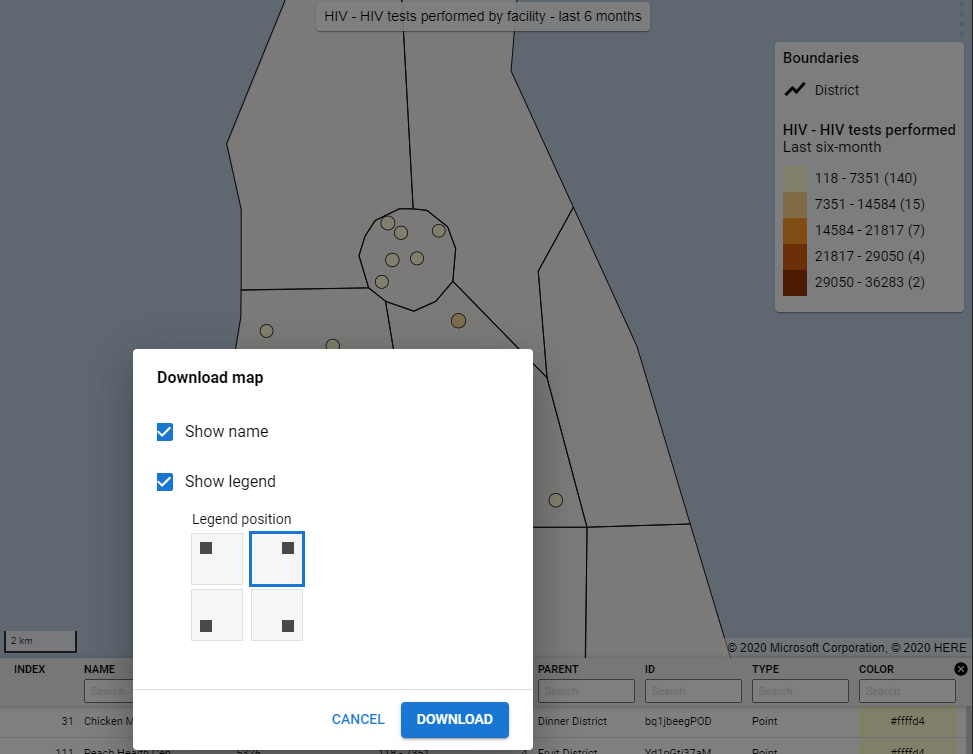 HIV - HIV tests performed by facility - last 6 months
Boundaries
District
HIV - HIV tests performed
Last six-month
118 - 7351 (140)
7351 - 14584 (15)
14584 - 21817 (7)
21817 - 29050 (4)
29050 - 36283 (2)
Download map
Show name
Show legend
Legend position
2 km
© 2020 Microsoft Corporation, © 2020 HERE
INDEX NAME PARENT ID TYPE COLOR
Search Search Search Search Search
CANCEL DOWNLOAD
31 Chicken Dinner District bq1jbeegPOD Point #ffffd4
111 Peach Health Cen 5376 118 - 7351 4 Fruit District Point #ffffd4